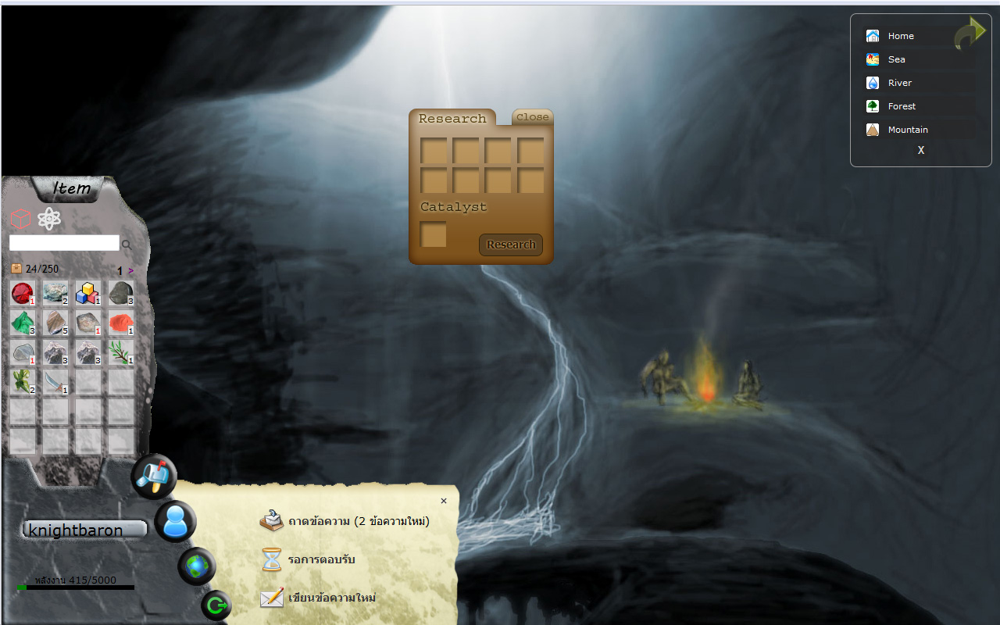 Home
Sea
River
Forest
Mountain
X
Research
Close
Catalyst
Research
Item
24/250
1 >
1
2
1
3
3
5
1
1
1
3
3
1
2
1
knightbaron
พลังงาน 415/5000
×
ถาดข้อความ (2 ข้อความใหม่)
รอการตอบรับ
เขียนข้อความใหม่